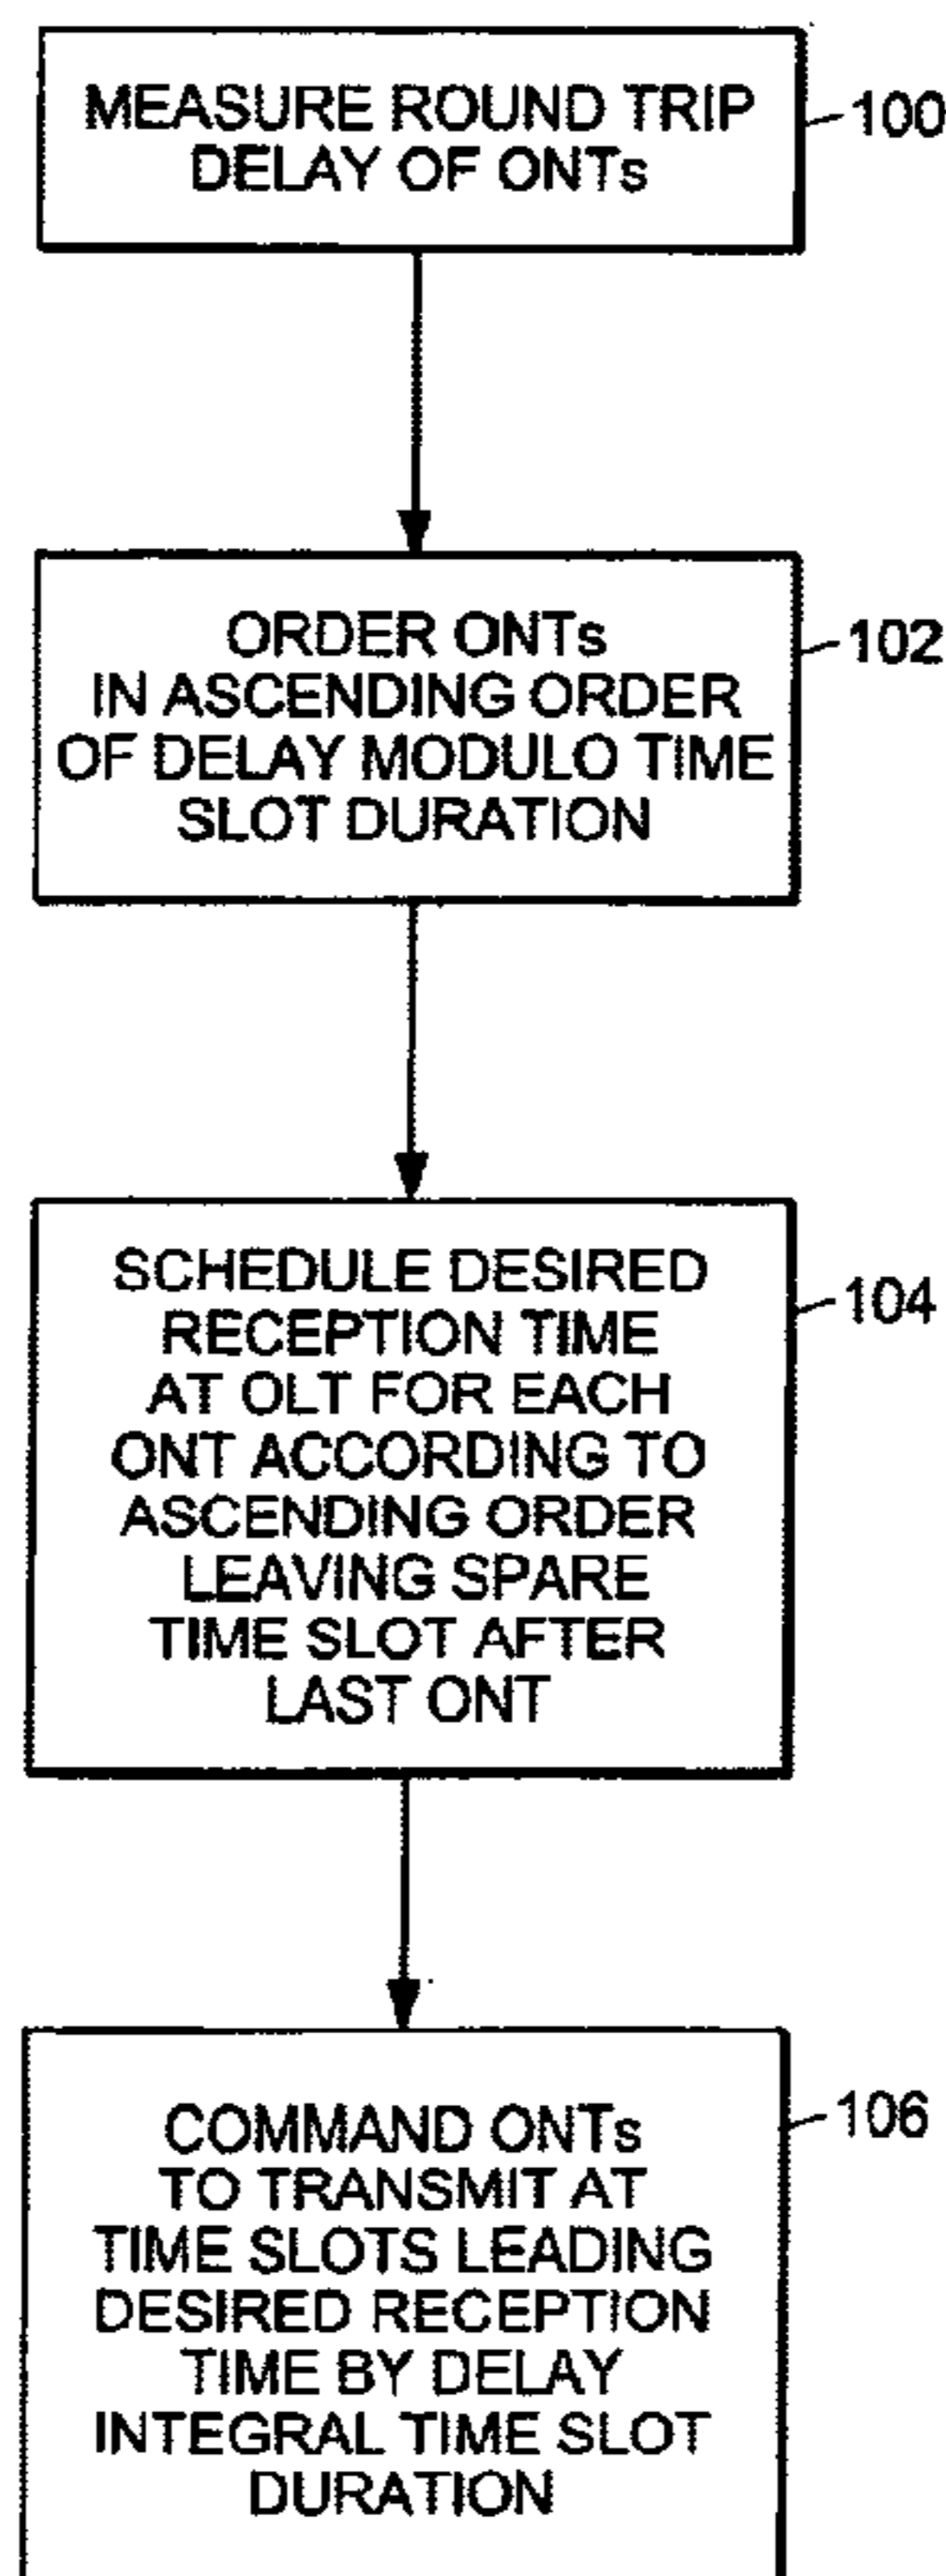 MEASURE ROUND TRIP
DELAY OF ONTs
100
ORDER ONTs
IN ASCENDING ORDER
OF DELAY MODULO TIME
SLOT DURATION
102
SCHEDULE DESIRED
RECEPTION TIME
AT OLT FOR EACH
ONT ACCORDING TO
ASCENDING ORDER
LEAVING SPARE
TIME SLOT AFTER
LAST ONT
104
COMMAND ONTs
TO TRANSMIT AT
TIME SLOTS LEADING
DESIRED RECEPTION
TIME BY DELAY
INTEGRAL TIME SLOT
DURATION
106